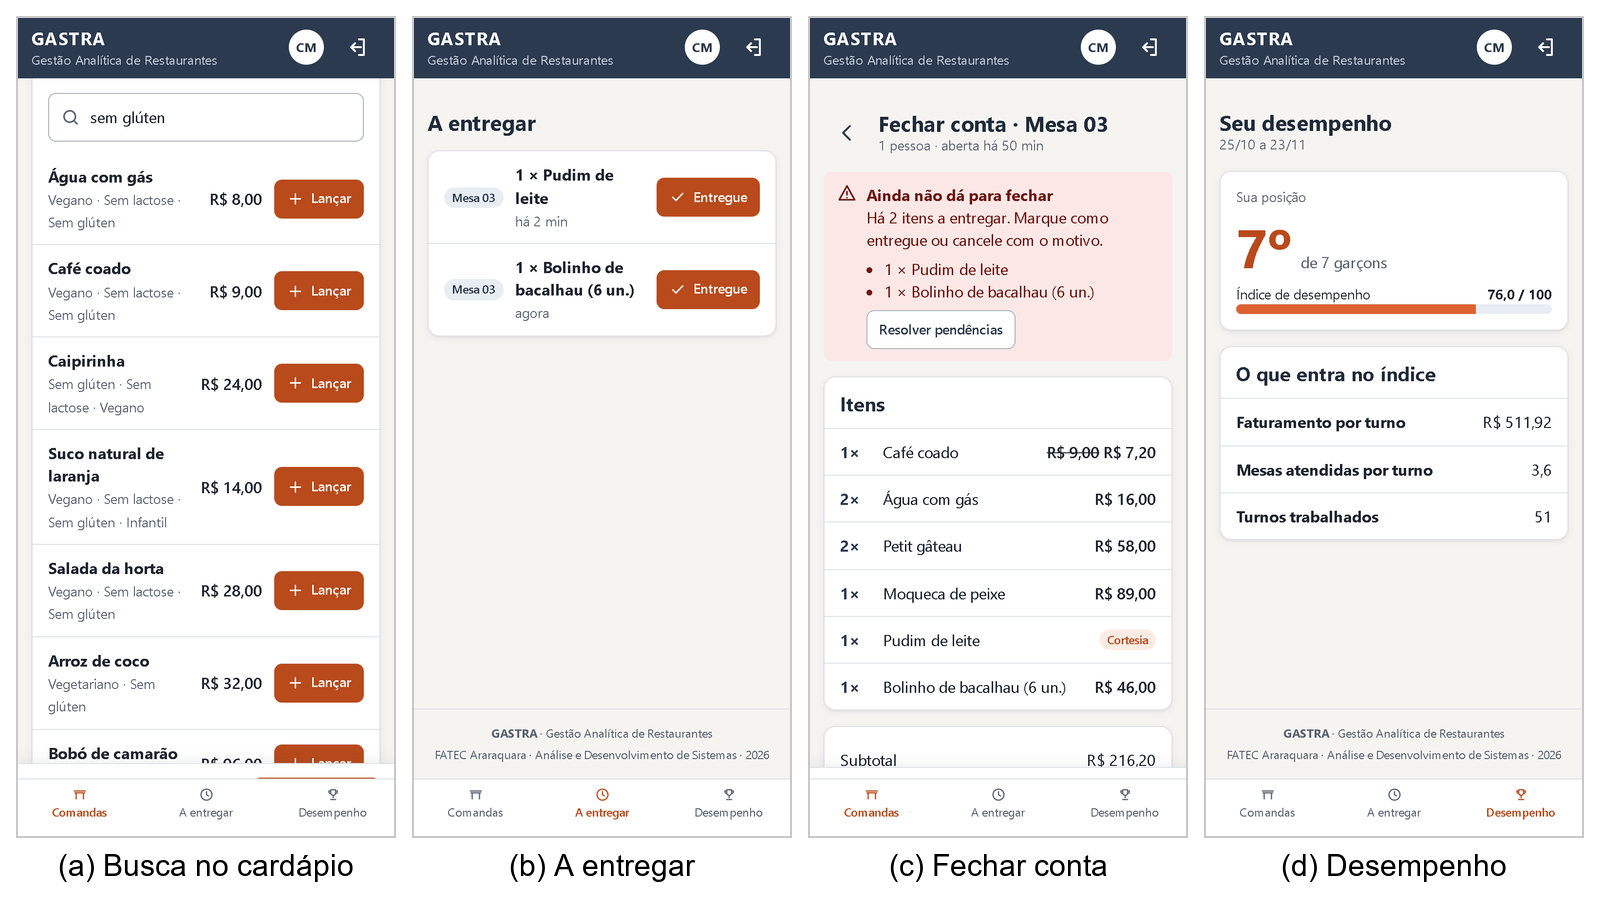 GASTRA
Gestão Analítica de Restaurantes
CM
sem glúten
Água com gás
Vegano · Sem lactose ·
Sem glúten
R$ 8,00
Lançar
Café coado
Vegano · Sem lactose ·
Sem glúten
R$ 9,00
Lançar
Caipirinha
Sem glúten · Sem
lactose · Vegano
R$ 24,00
Lançar
Suco natural de
laranja
Vegano · Sem lactose ·
Sem glúten · Infantil
R$ 14,00
Lançar
Salada da horta
Vegano · Sem lactose ·
Sem glúten
R$ 28,00
Lançar
Arroz de coco
Vegetariano · Sem
glúten
R$ 32,00
Lançar
Bobó de camarão
R$ 96,00
Lançar
Comandas
A entregar
Desempenho
(a) Busca no cardápio
GASTRA
Gestão Analítica de Restaurantes
CM
A entregar
Mesa 03
1 × Pudim de
leite
há 2 min
Entregue
Mesa 03
1 × Bolinho de
bacalhau (6 un.)
agora
Entregue
GASTRA · Gestão Analítica de Restaurantes
FATEC Araraquara · Análise e Desenvolvimento de Sistemas · 2026
Comandas
A entregar
Desempenho
(b) A entregar
GASTRA
Gestão Analítica de Restaurantes
CM
Fechar conta · Mesa 03
1 pessoa · aberta há 50 min
Ainda não dá para fechar
Há 2 itens a entregar. Marque como
entregue ou cancele com o motivo.
• 1 × Pudim de leite
• 1 × Bolinho de bacalhau (6 un.)
Resolver pendências
Itens
1× Café coado R$ 9,00 R$ 7,20
2× Água com gás R$ 16,00
2× Petit gâteau R$ 58,00
1× Moqueca de peixe R$ 89,00
1× Pudim de leite Cortesia
1× Bolinho de bacalhau (6 un.) R$ 46,00
Subtotal R$ 216,20
Comandas
A entregar
Desempenho
(c) Fechar conta
GASTRA
Gestão Analítica de Restaurantes
CM
Seu desempenho
25/10 a 23/11
Sua posição
7º de 7 garçons
Índice de desempenho 76,0 / 100
O que entra no índice
Faturamento por turno R$ 511,92
Mesas atendidas por turno 3,6
Turnos trabalhados 51
GASTRA · Gestão Analítica de Restaurantes
FATEC Araraquara · Análise e Desenvolvimento de Sistemas · 2026
Comandas
A entregar
Desempenho
(d) Desempenho